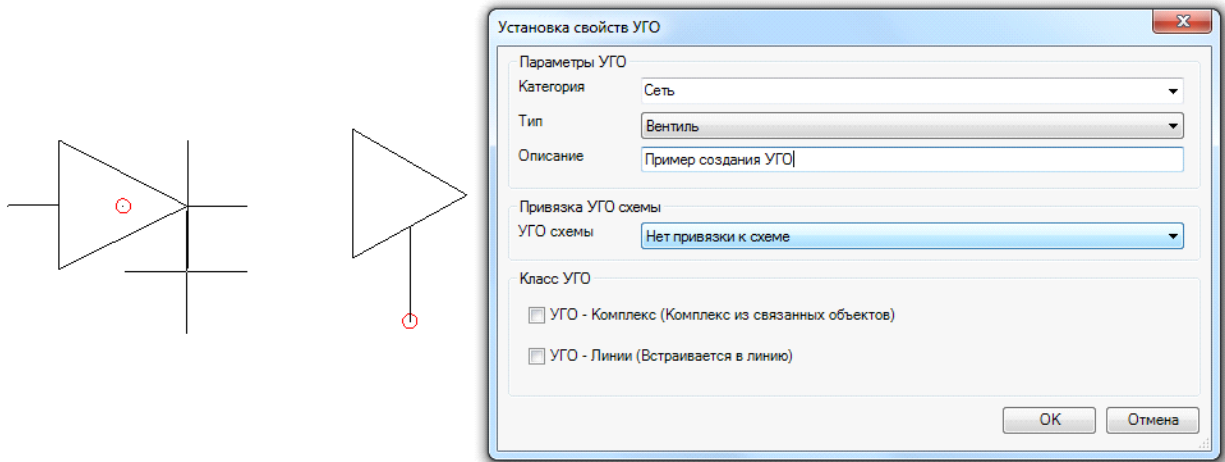 Установка свойств УГО
Параметры УГО
Категория Сеть
Тип Вентиль
Описание Пример создания УГО
Привязка УГО схемы
УГО схемы Нет привязки к схеме
Класс УГО
УГО - Комплекс (Комплекс из связанных объектов)
УГО - Линии (Встраивается в линию)
OK Отмена